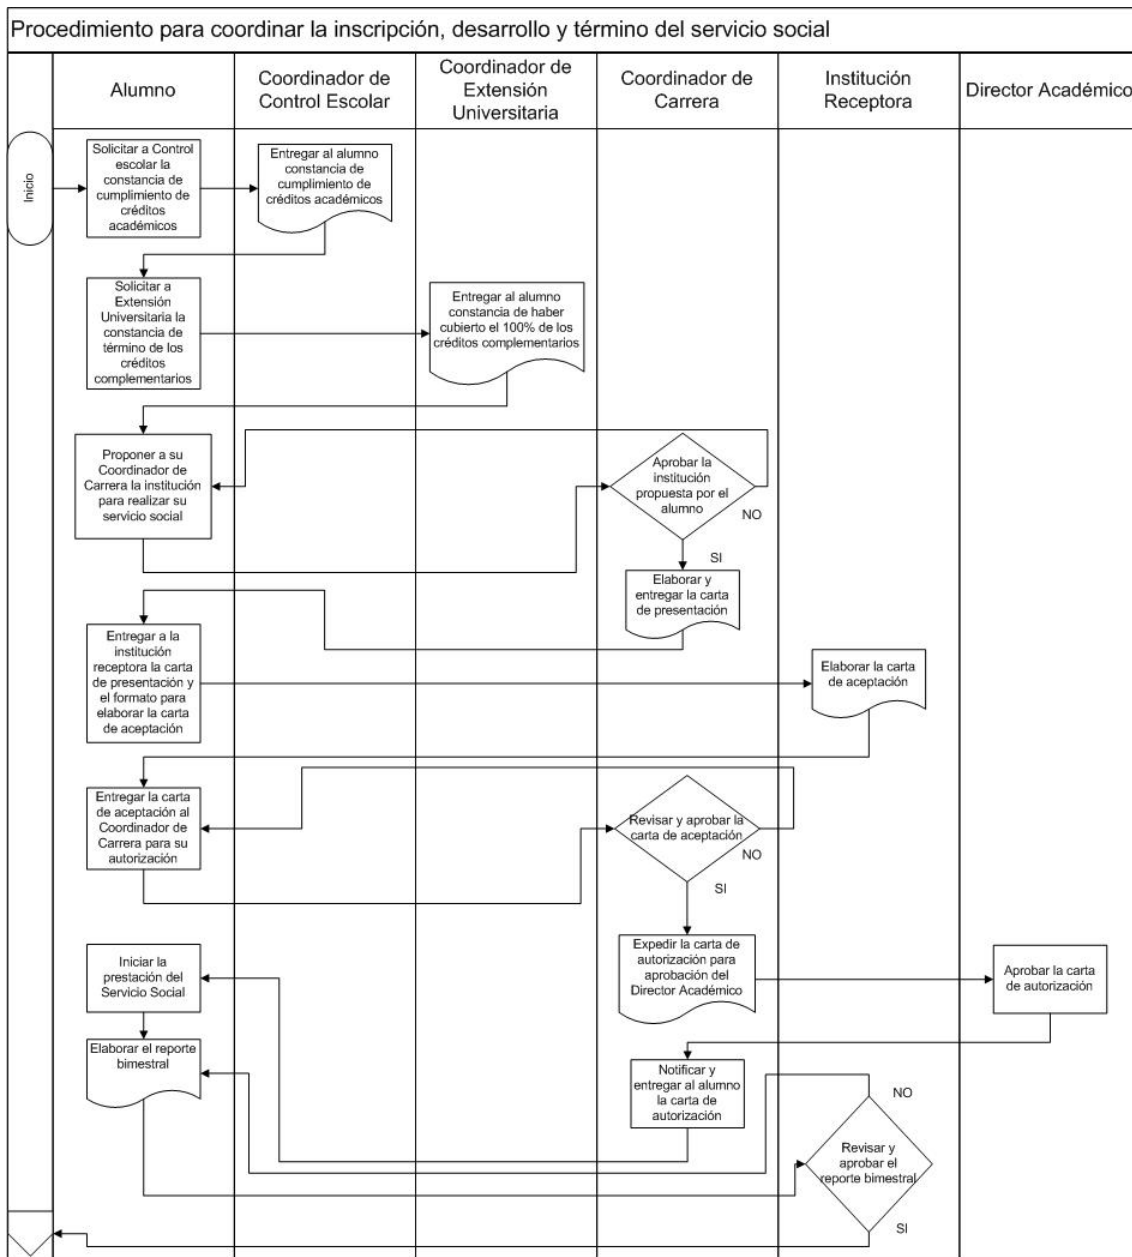 Procedimiento para coordinar la inscripción, desarrollo y término del servicio social
Alumno
Coordinador de
Control Escolar
Coordinador de
Extensión
Universitaria
Coordinador de
Carrera
Institución
Receptora
Director Académico
Inicio
Solicitar a Control
escolar la
constancia de
cumplimiento de
créditos
académicos
Entregar al alumno
constancia de
cumplimiento de
créditos académicos
Solicitar a
Extensión
Universitaria la
constancia de
término de los
créditos
complementarios
Entregar al alumno
constancia de haber
cubierto el 100% de los
créditos complementarios
Proponer a su
Coordinador de
Carrera la institución
para realizar su
servicio social
Aprobar la
institución
propuesta por el
alumno
NO
SI
Elaborar y
entregar la carta
de presentación
Entregar a la
institución
receptora la carta
de presentación y
el formato para
elaborar la carta
de aceptación
Elaborar la carta
de aceptación
Entregar la carta
de aceptación al
Coordinador de
Carrera para su
autorización
Revisar y aprobar la
carta de aceptación
NO
SI
Expedir la carta de
autorización para
aprobación del
Director Académico
Aprobar la carta
de autorización
Iniciar la
prestación del
Servicio Social
Elaborar el reporte
bimestral
Notificar y
entregar al alumno
la carta de
autorización
NO
Revisar y
aprobar el
reporte bimestral
SI